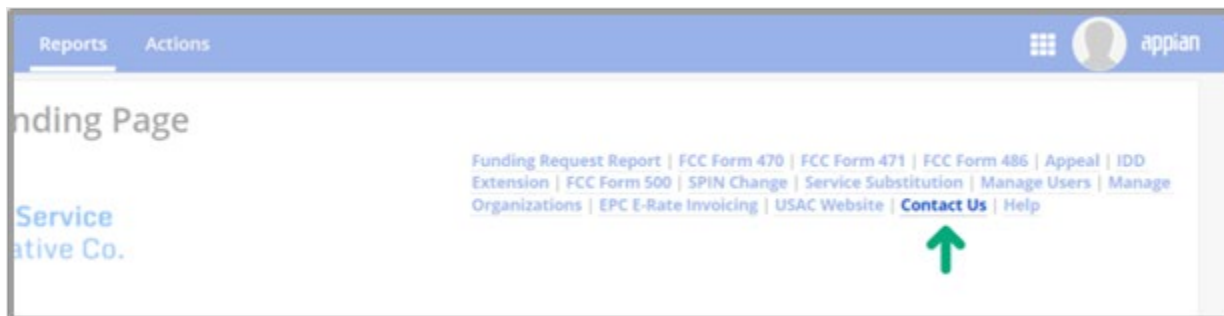 Reports Actions appian
nding Page
Funding Request Report | FCC Form 470 | FCC Form 471 | FCC Form 486 | Appeal | IDD
Extension | FCC Form 500 | SPIN Change | Service Substitution | Manage Users | Manage
Organizations | EPC E-Rate Invoicing | USAC Website | Contact Us | Help
Service
ative Co.